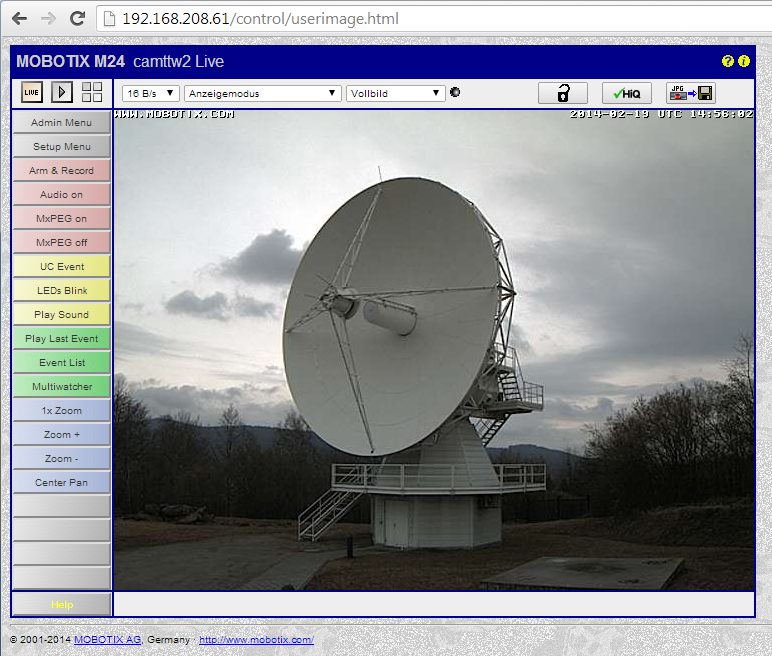 192.168.208.61/control/userimage.html
MOBOTIX M24 camttw2 Live
LIVE 16 B/s Anzeigemodus Vollbild HiQ JPG
WWW.MOBOTIX.COM 2014-02-19 UTC 14:56:02
Admin Menu
Setup Menu
Arm & Record
Audio on
MxPEG on
MxPEG off
UC Event
LEDs Blink
Play Sound
Play Last Event
Event List
Multiwatcher
1x Zoom
Zoom +
Zoom -
Center Pan
Help
© 2001-2014 MOBOTIX AG, Germany · http://www.mobotix.com/